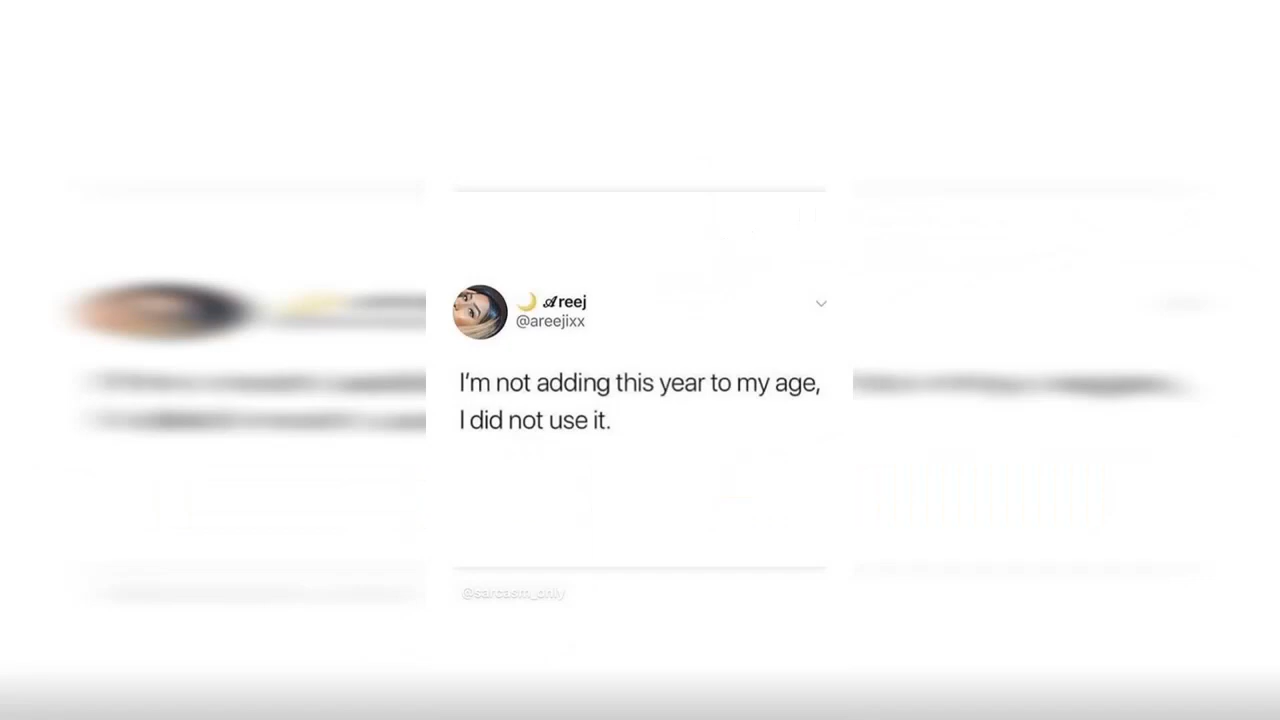 🌙 𝒜reej
@areejixx
I'm not adding this year to my age,
I did not use it.
@sarcasm_only